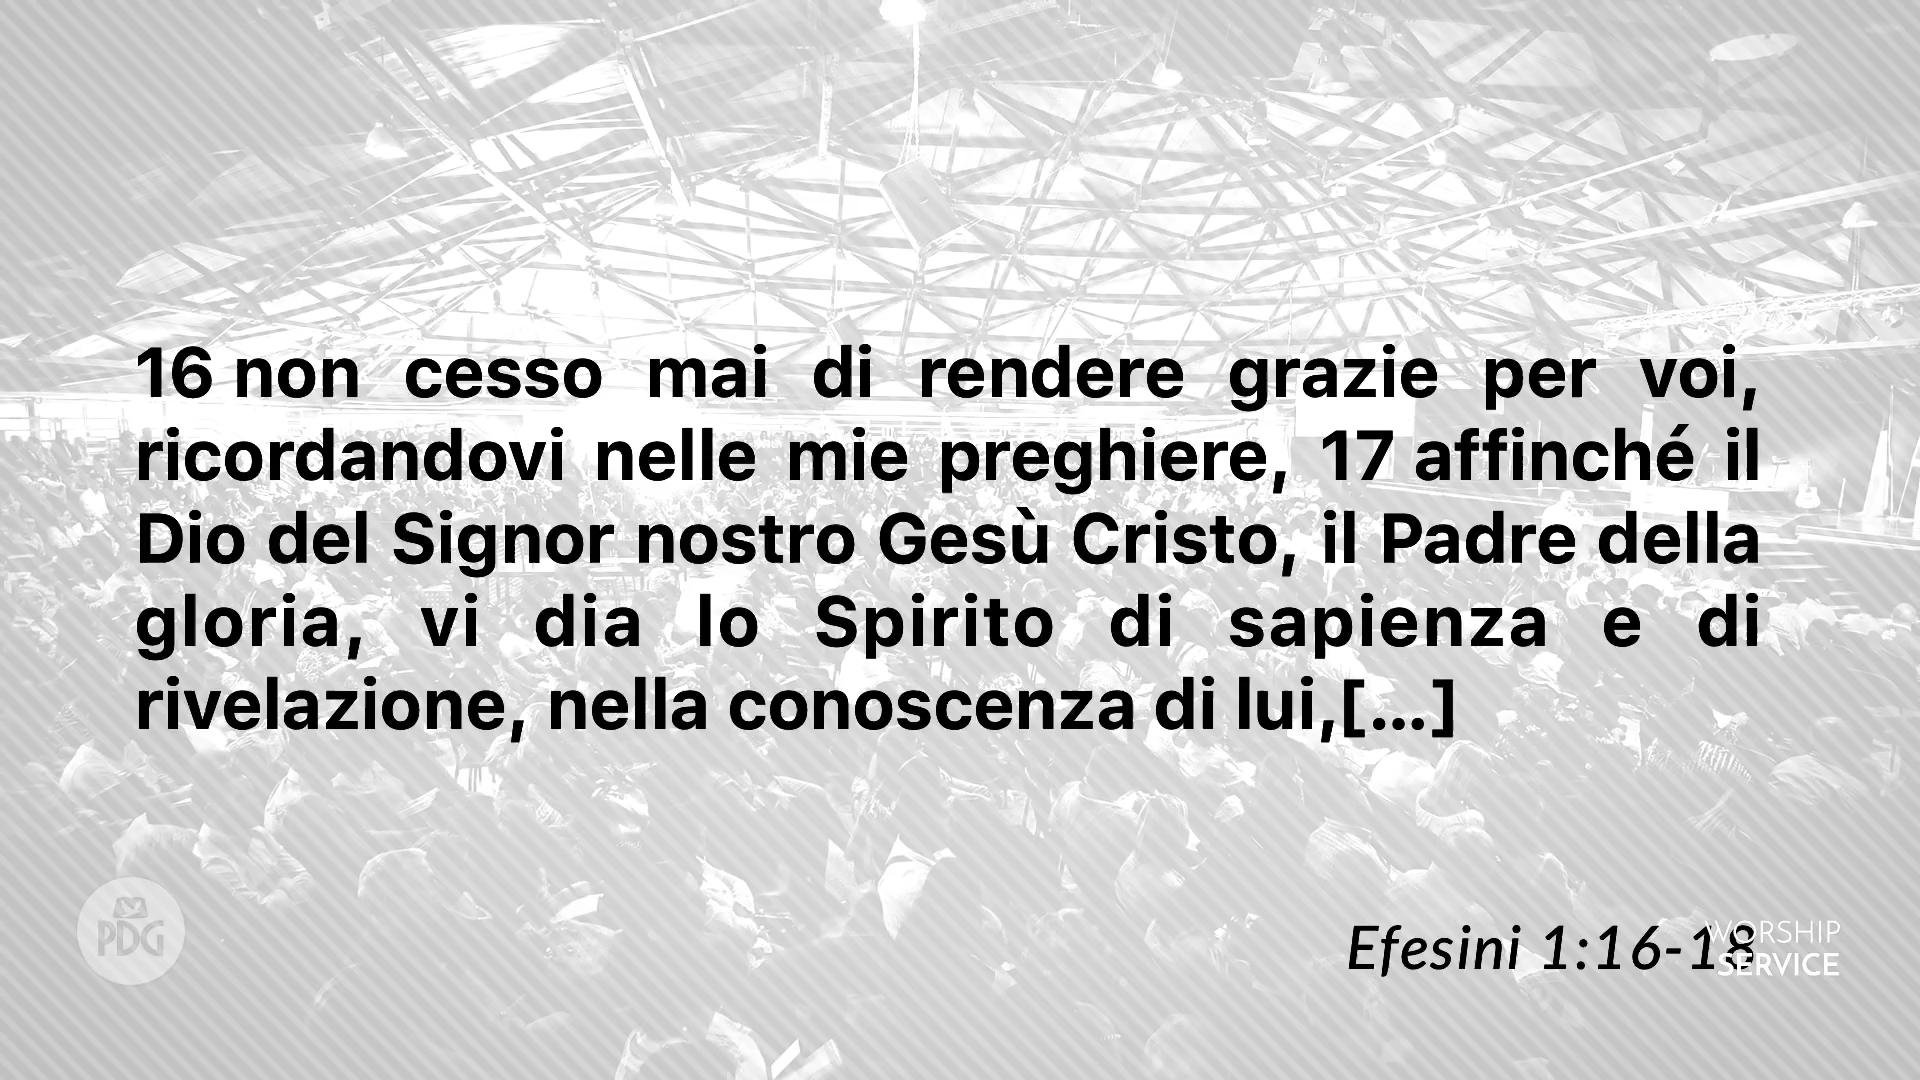 16 non cesso mai di rendere grazie per voi,
ricordandovi nelle mie preghiere, 17 affinché il
Dio del Signor nostro Gesù Cristo, il Padre della
gloria, vi dia lo Spirito di sapienza e di
rivelazione, nella conoscenza di lui,[...]
PDG
Efesini 1:16-18
WORSHIP
SERVICE